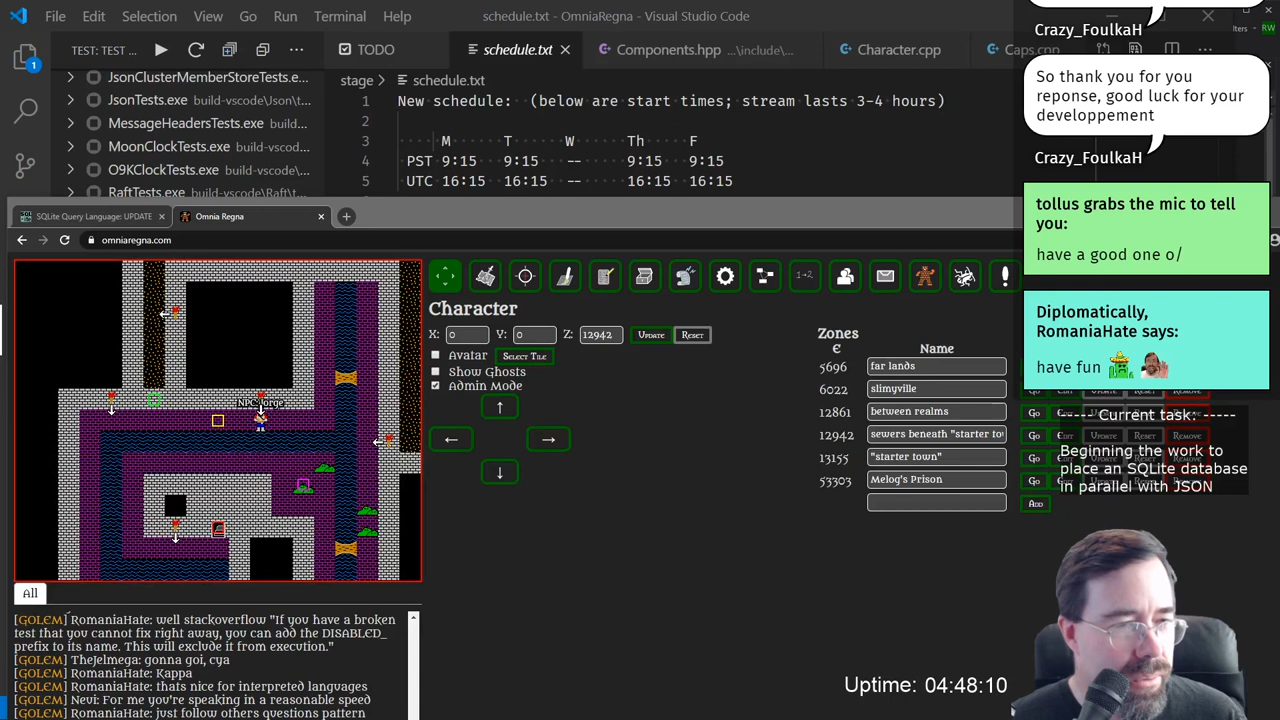 File Edit Selection View Go Run Terminal Help
schedule.txt - OmniaRegna - Visual Studio Code
TEST: TEST ...
TODO
schedule.txt
Components.hpp ...\include\...
Character.cpp
Caps.cpp
stage > schedule.txt
JsonClusterMemberStoreTests.e...
JsonTests.exe build-vscode\Json\t...
MessageHeadersTests.exe build-...
MoonClockTests.exe build-vscod...
O9KClockTests.exe build-vscode\...
RaftTests.exe build-vscode\Raft\t...
1
1 New schedule: (below are start times; stream lasts 3-4 hours)
2
3 M T W Th F
4 PST 9:15 9:15 -- 9:15 9:15
5 UTC 16:15 16:15 -- 16:15 16:15
Crazy_FoulkaH
So thank you for you
reponse, good luck for your
developpement
Crazy_FoulkaH
tollus grabs the mic to tell
you:
have a good one o/
Diplomatically,
RomaniaHate says:
have fun
SQLite Query Language: UPDATE
Omnia Regna
omniaregna.com
Character
X: 0 Y: 0 Z: 12942 Update Reset
Avatar Select Tile
Show Ghosts
Admin Mode
Zones
Є Name
5696 far lands
6022 slimyville
12861 between realms
12942 sewers beneath "starter to
13155 "starter town"
53303 Melog's Prison
Go Edit Update Reset Remove
Add
----- Current task: -----
Beginning the work to
place an SQLite database
in parallel with JSON
All
[GOLEM] RomaniaHate: well stackoverflow "If you have a broken
test that you cannot fix right away, you can add the DISABLED_
prefix to its name. This will exclude it from execution."
[GOLEM] TheJelmega: gonna goi, cya
[GOLEM] RomaniaHate: Kappa
[GOLEM] RomaniaHate: thats nice for interpreted languages
[GOLEM] Nevi: For me you're speaking in a reasonable speed
[GOLEM] RomaniaHate: just follow others questions pattern
Uptime: 04:48:10